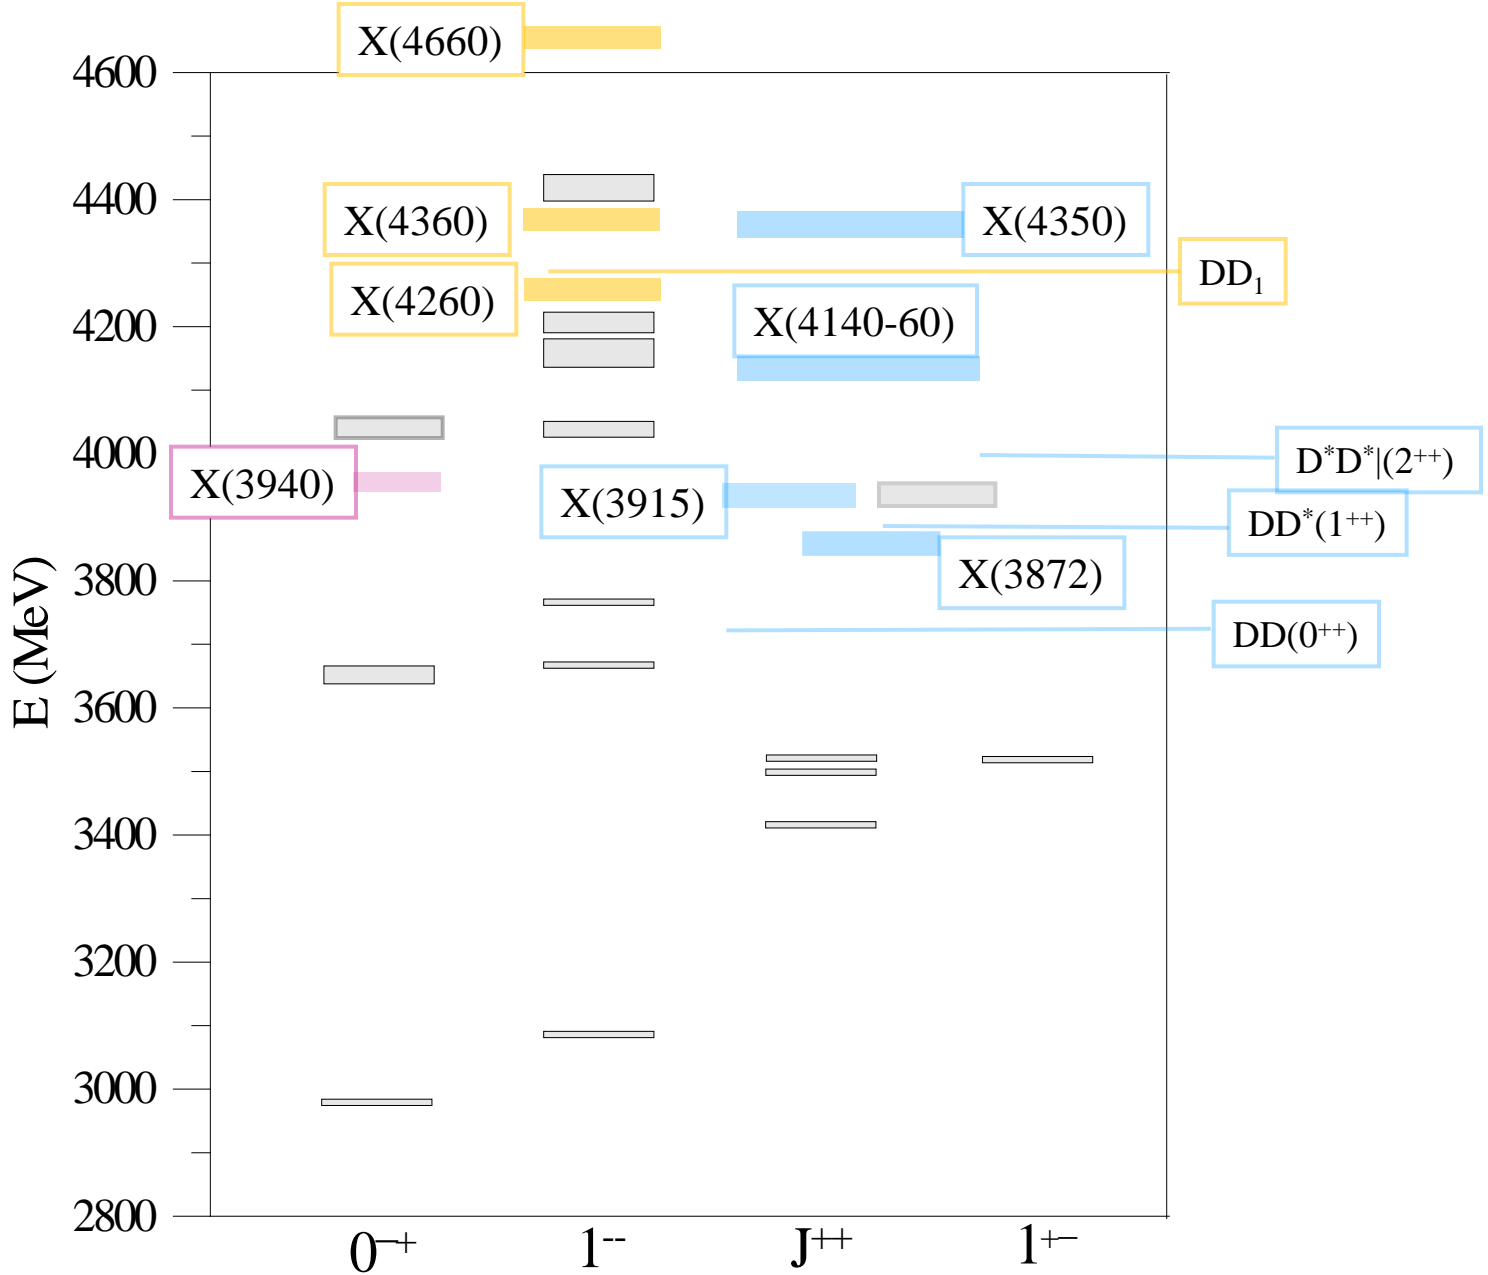 X(4660)
4600
4400
X(4360)
X(4350)
DD₁
X(4260)
X(4140-60)
4200
4000
D*D*|(2⁺⁺)
X(3940)
X(3915)
DD*(1⁺⁺)
X(3872)
3800
DD(0⁺⁺)
E (MeV)
3600
3400
3200
3000
2800
0⁻⁺ 1⁻⁻ J⁺⁺ 1⁺⁻